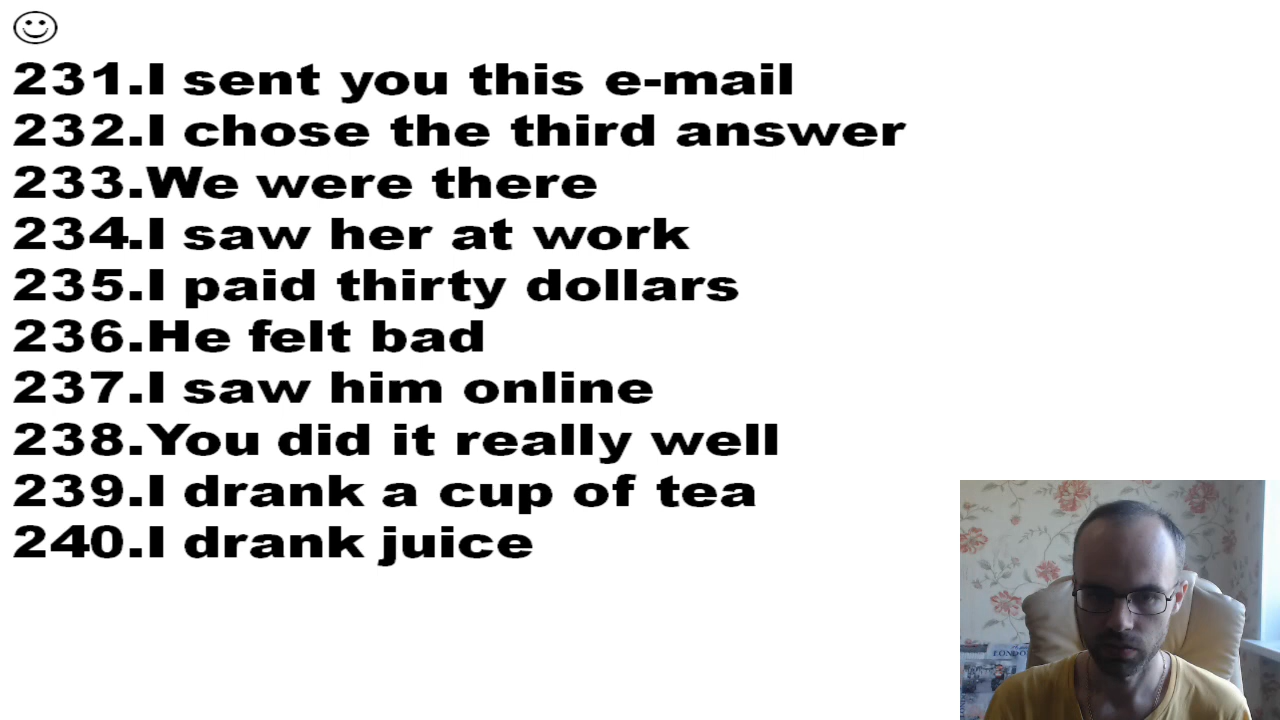 231.I sent you this e-mail
232.I chose the third answer
233.We were there
234.I saw her at work
235.I paid thirty dollars
236.He felt bad
237.I saw him online
238.You did it really well
239.I drank a cup of tea
240.I drank juice
LONDON